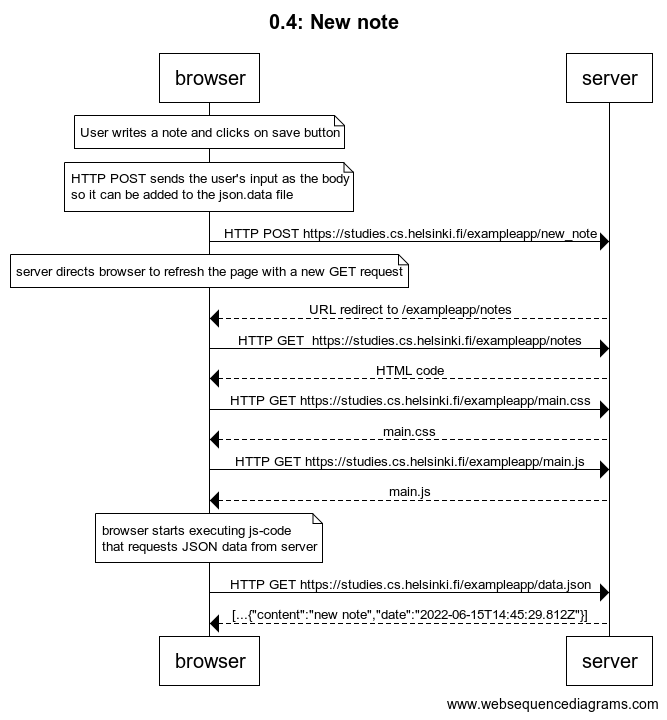 0.4: New note
browser
server
User writes a note and clicks on save button
HTTP POST sends the user's input as the body
so it can be added to the json.data file
HTTP POST https://studies.cs.helsinki.fi/exampleapp/new_note
server directs browser to refresh the page with a new GET request
URL redirect to /exampleapp/notes
HTTP GET  https://studies.cs.helsinki.fi/exampleapp/notes
HTML code
HTTP GET https://studies.cs.helsinki.fi/exampleapp/main.css
main.css
HTTP GET https://studies.cs.helsinki.fi/exampleapp/main.js
main.js
browser starts executing js-code
that requests JSON data from server
HTTP GET https://studies.cs.helsinki.fi/exampleapp/data.json
[...{"content":"new note","date":"2022-06-15T14:45:29.812Z"}]
browser
server
www.websequencediagrams.com